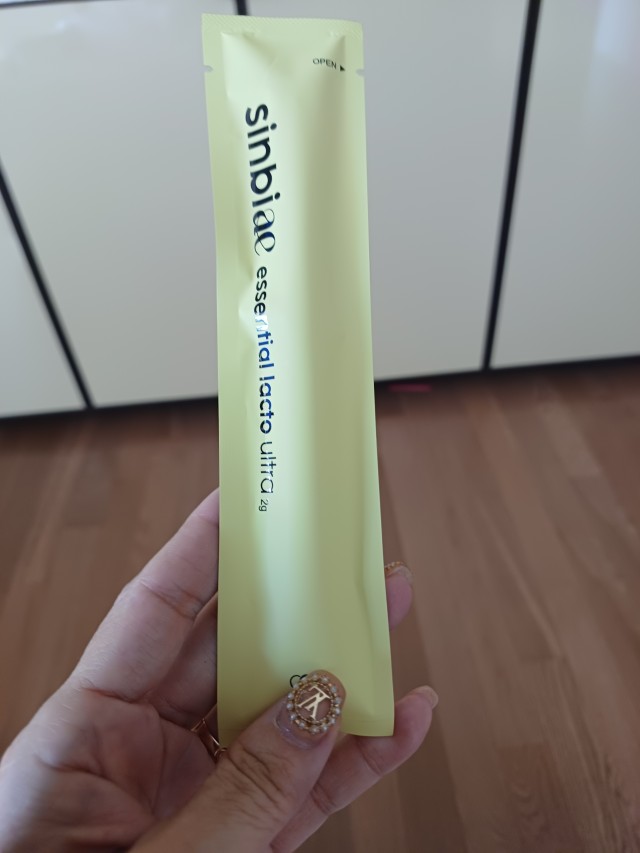 OPEN ▶
sinbiae
essential lacto ultra 2g